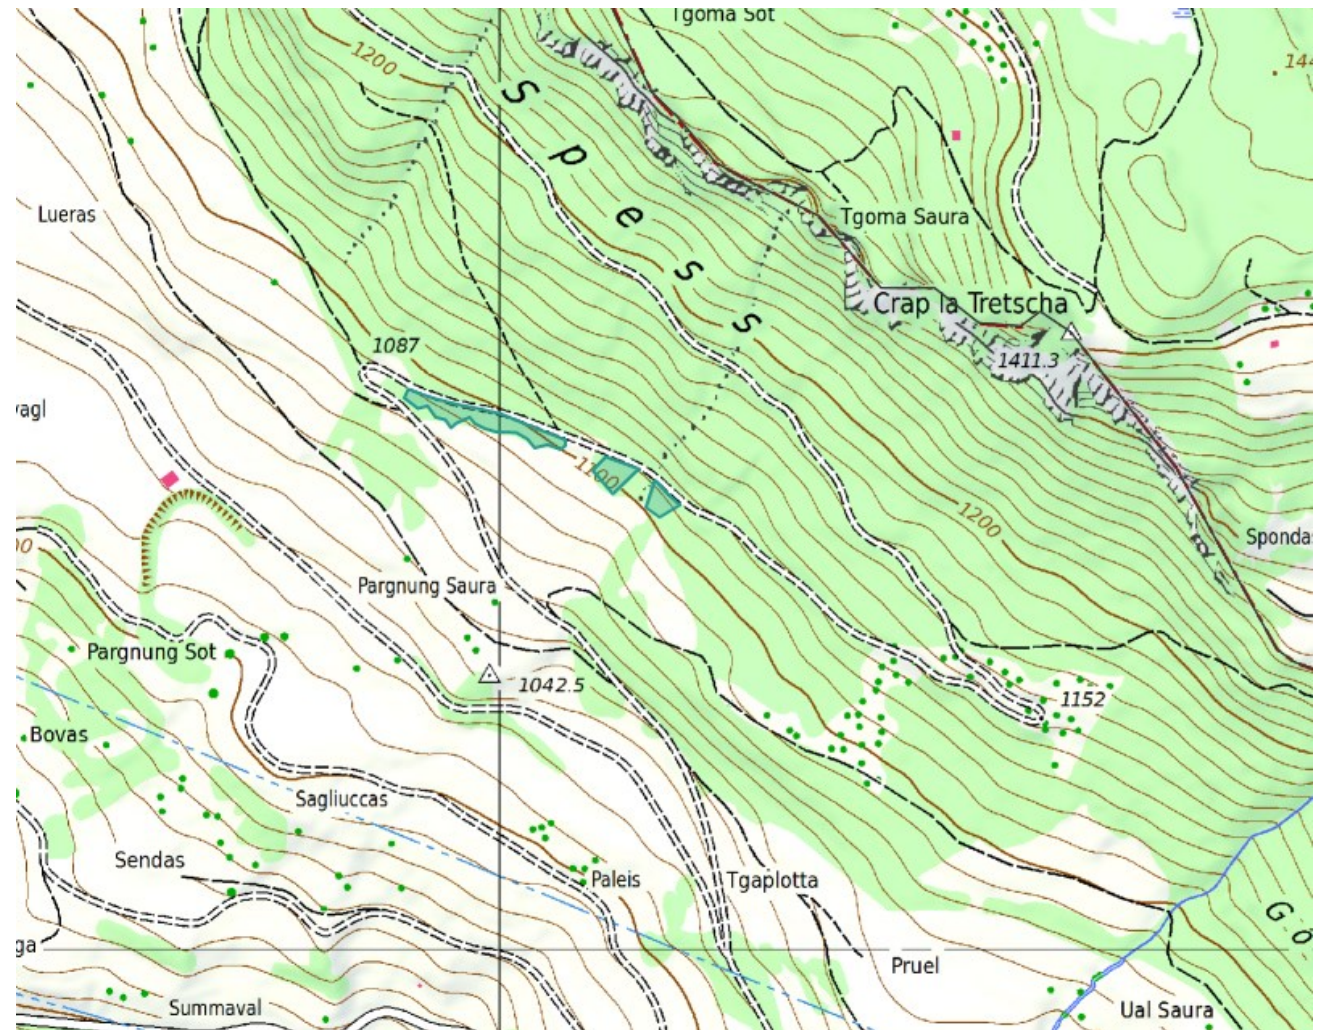 Tgoma Sot
1200
Spess
Lueras
Tgoma Saura
Crap la Tretscha
1411.3
1087
1100
1200
Sponda
Pargnung Saura
Pargnung Sot
1042.5
1152
Bovas
Sagliuccas
Sendas
Paleis
Tgaplotta
Pruel
Summaval
Ual Saura